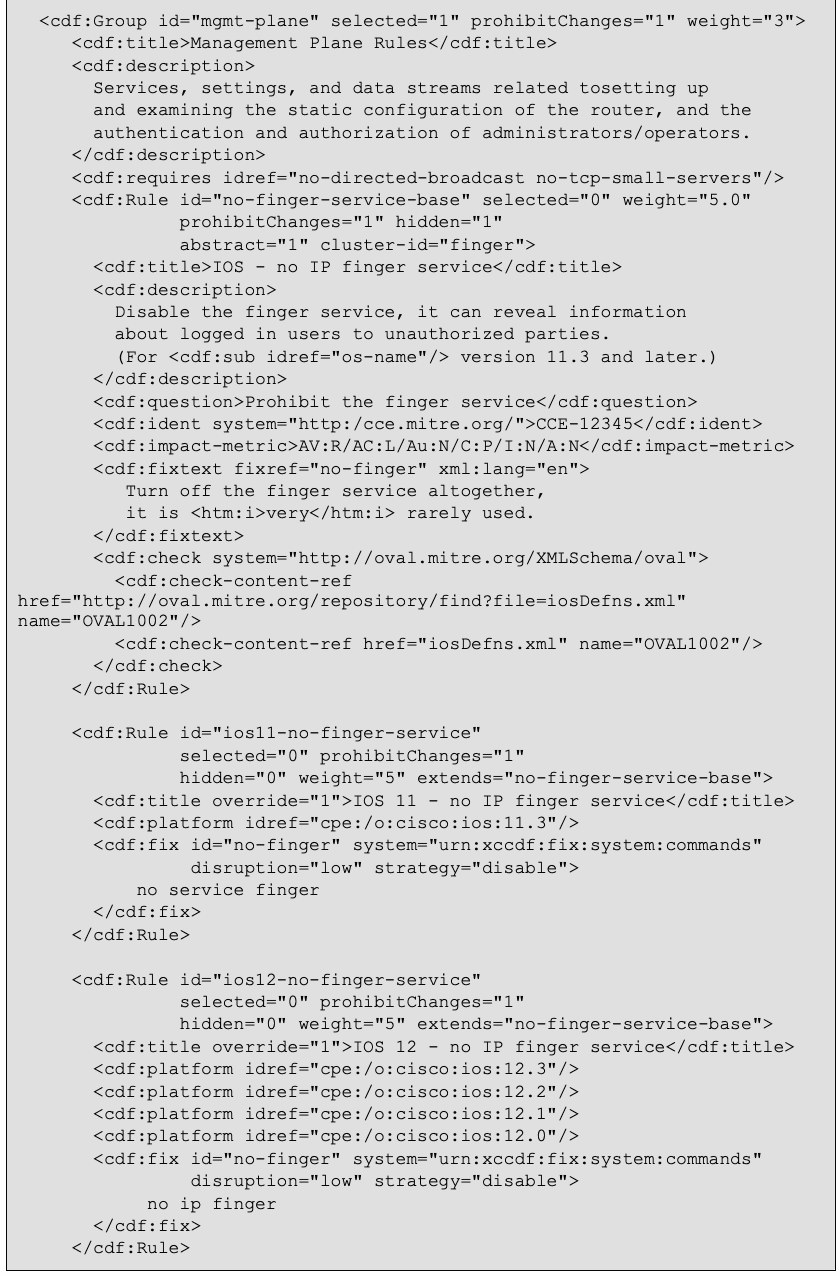 <cdf:Group id="mgmt-plane" selected="1" prohibitChanges="1" weight="3">
<cdf:title>Management Plane Rules</cdf:title>
<cdf:description>
Services, settings, and data streams related tosetting up
and examining the static configuration of the router, and the
authentication and authorization of administrators/operators.
</cdf:description>
<cdf:requires idref="no-directed-broadcast no-tcp-small-servers"/>
<cdf:Rule id="no-finger-service-base" selected="0" weight="5.0"
prohibitChanges="1" hidden="1"
abstract="1" cluster-id="finger">
<cdf:title>IOS - no IP finger service</cdf:title>
<cdf:description>
Disable the finger service, it can reveal information
about logged in users to unauthorized parties.
(For <cdf:sub idref="os-name"/> version 11.3 and later.)
</cdf:description>
<cdf:question>Prohibit the finger service</cdf:question>
<cdf:ident system="http:/cce.mitre.org/">CCE-12345</cdf:ident>
<cdf:impact-metric>AV:R/AC:L/Au:N/C:P/I:N/A:N</cdf:impact-metric>
<cdf:fixtext fixref="no-finger" xml:lang="en">
Turn off the finger service altogether,
it is <htm:i>very</htm:i> rarely used.
</cdf:fixtext>
<cdf:check system="http://oval.mitre.org/XMLSchema/oval">
<cdf:check-content-ref
href="http://oval.mitre.org/repository/find?file=iosDefns.xml"
name="OVAL1002"/>
<cdf:check-content-ref href="iosDefns.xml" name="OVAL1002"/>
</cdf:check>
</cdf:Rule>
<cdf:Rule id="ios11-no-finger-service"
selected="0" prohibitChanges="1"
hidden="0" weight="5" extends="no-finger-service-base">
<cdf:title override="1">IOS 11 - no IP finger service</cdf:title>
<cdf:platform idref="cpe:/o:cisco:ios:11.3"/>
<cdf:fix id="no-finger" system="urn:xccdf:fix:system:commands"
disruption="low" strategy="disable">
no service finger
</cdf:fix>
</cdf:Rule>
<cdf:Rule id="ios12-no-finger-service"
selected="0" prohibitChanges="1"
hidden="0" weight="5" extends="no-finger-service-base">
<cdf:title override="1">IOS 12 - no IP finger service</cdf:title>
<cdf:platform idref="cpe:/o:cisco:ios:12.3"/>
<cdf:platform idref="cpe:/o:cisco:ios:12.2"/>
<cdf:platform idref="cpe:/o:cisco:ios:12.1"/>
<cdf:platform idref="cpe:/o:cisco:ios:12.0"/>
<cdf:fix id="no-finger" system="urn:xccdf:fix:system:commands"
disruption="low" strategy="disable">
no ip finger
</cdf:fix>
</cdf:Rule>